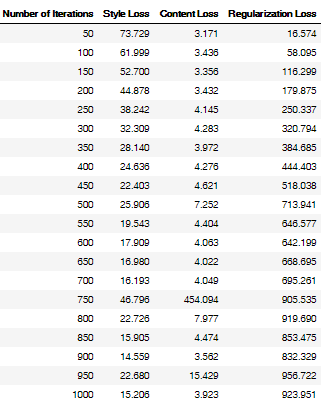 Number of Iterations Style Loss Content Loss Regularization Loss
50 73.729 3.171 16.574
100 61.999 3.436 58.095
150 52.700 3.356 116.299
200 44.878 3.432 179.875
250 38.242 4.145 250.337
300 32.309 4.283 320.794
350 28.140 3.972 384.685
400 24.636 4.276 444.403
450 22.403 4.621 518.038
500 25.906 7.252 713.941
550 19.543 4.404 646.577
600 17.909 4.063 642.199
650 16.980 4.022 668.695
700 16.193 4.049 695.261
750 46.796 454.094 905.535
800 22.726 7.977 919.690
850 15.905 4.474 853.475
900 14.559 3.562 832.329
950 22.680 15.429 956.722
1000 15.206 3.923 923.951